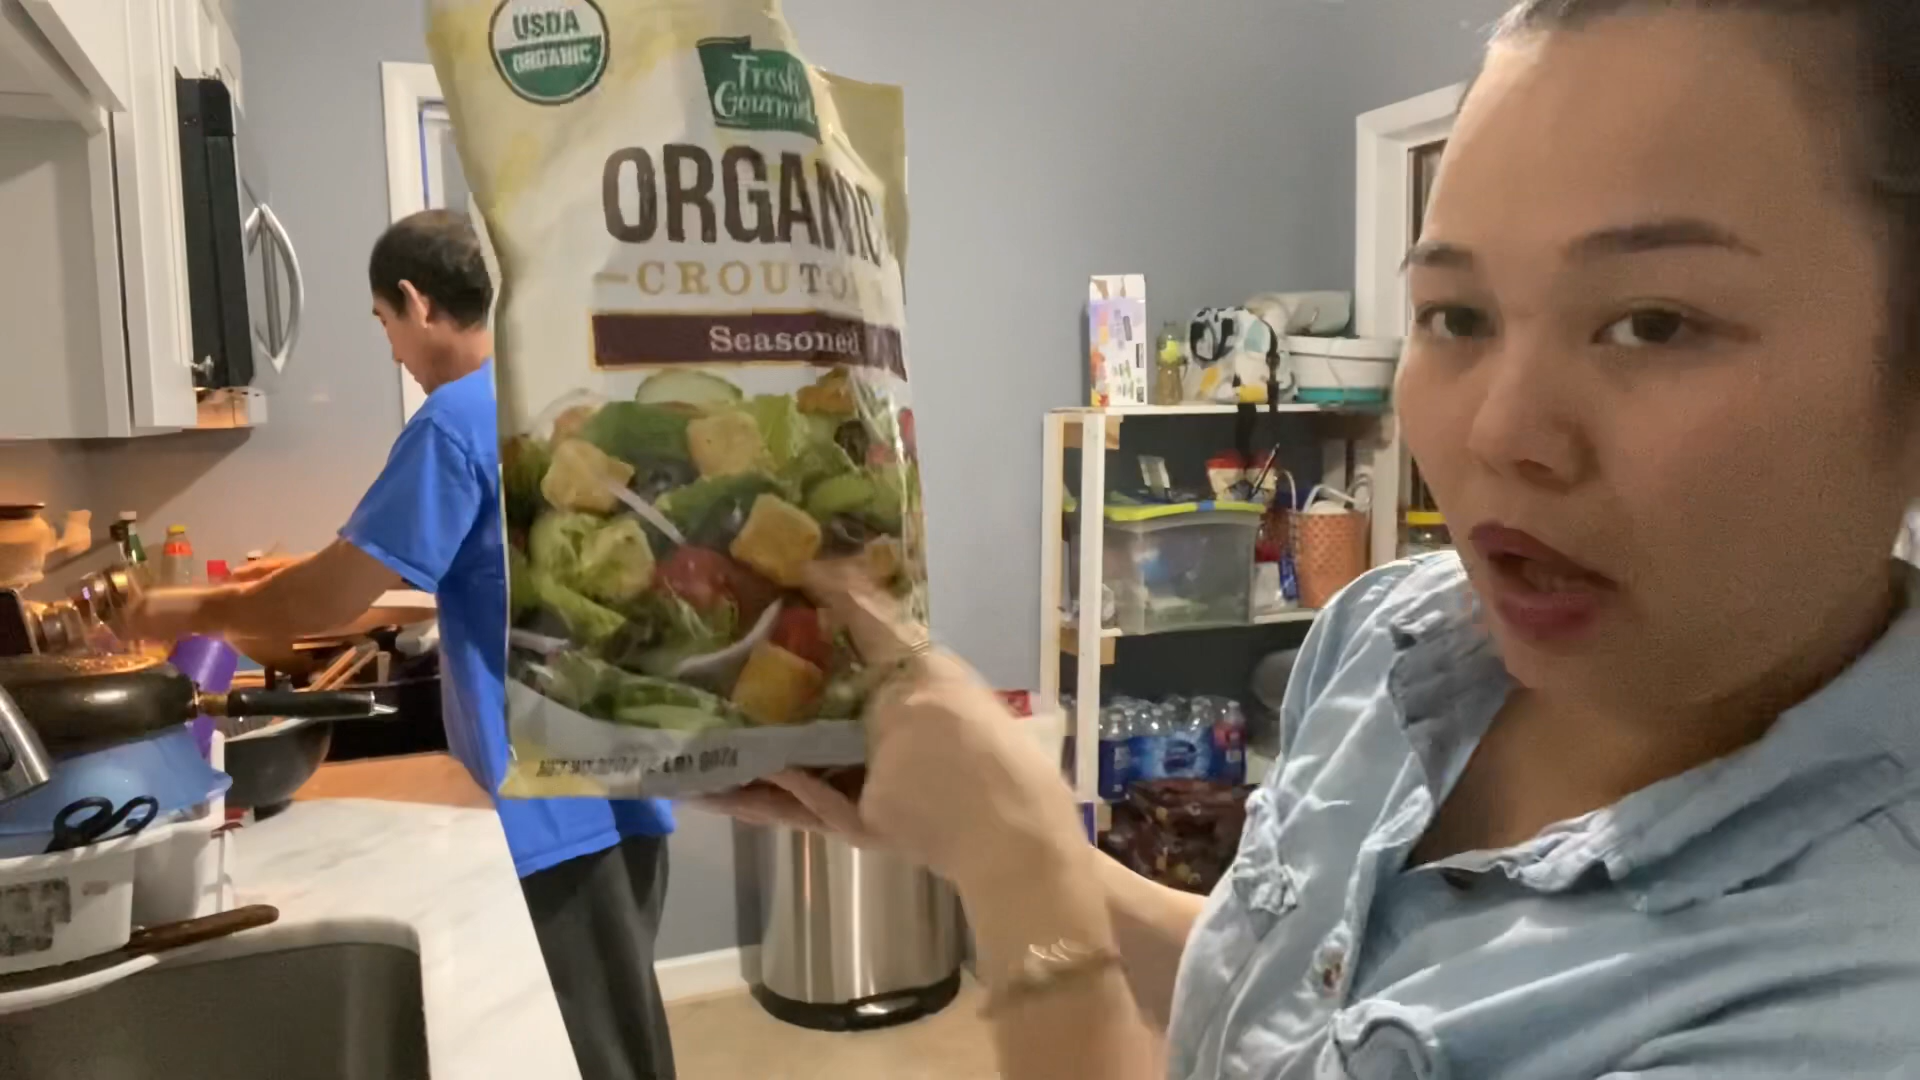 USDA
ORGANIC
Fresh
Gourmet
ORGANIC
CROUTO
Seasoned